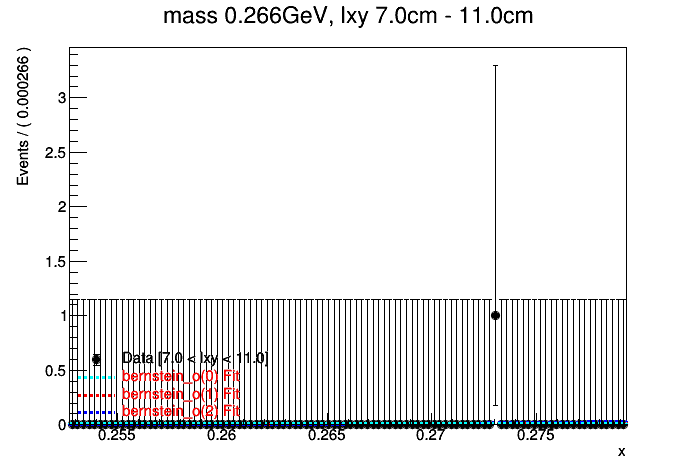 mass 0.266GeV, lxy 7.0cm - 11.0cm
Events / ( 0.000266 )
3
2.5
2
1.5
1
0.5
0
Data [7.0 < lxy < 11.0]
bernstein_o(0) Fit
bernstein_o(1) Fit
bernstein_o(2) Fit
0.255 0.26 0.265 0.27 0.275
x